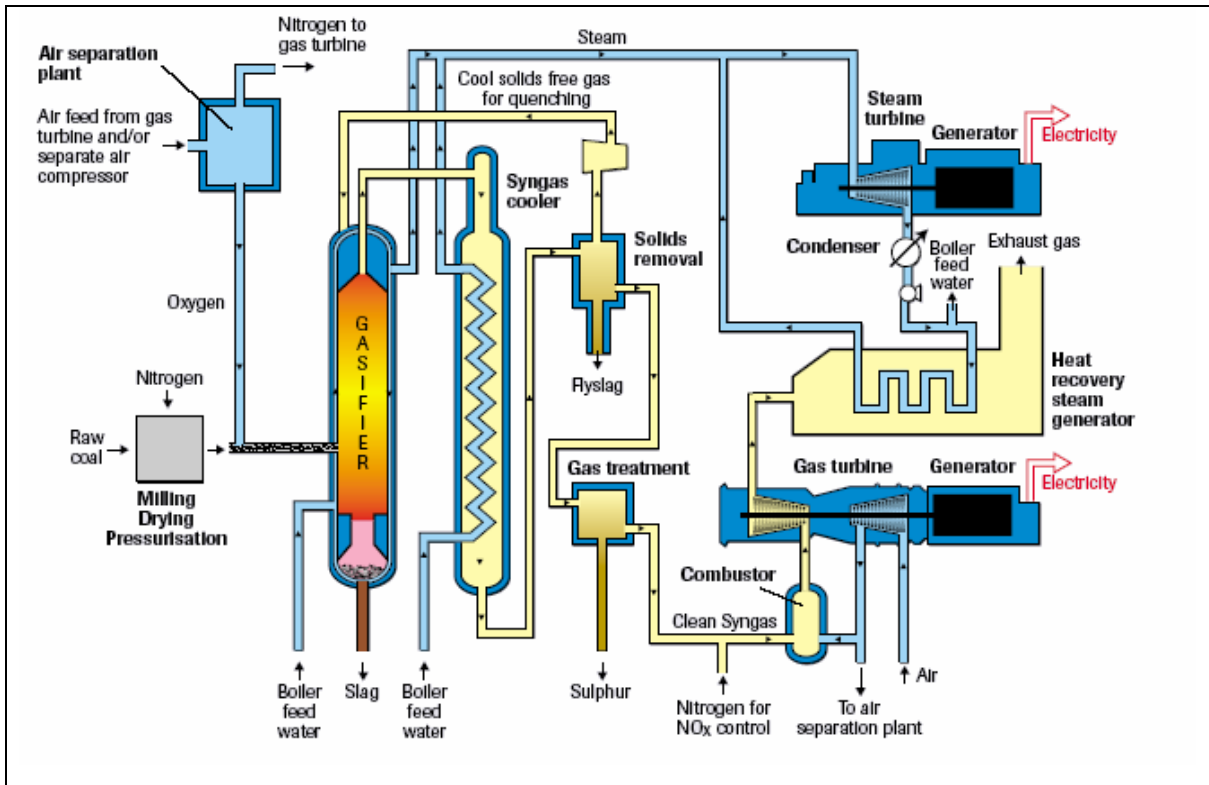 Nitrogen to
gas turbine
Air separation
plant
Air feed from gas
turbine and/or
separate air
compressor
Steam
Cool solids free gas
for quenching
Steam
turbine
Generator
Electricity
Syngas
cooler
Solids
removal
Condenser
Boiler
feed
water
Exhaust gas
Oxygen
GASIFIER
Flyslag
Heat
recovery
steam
generator
Nitrogen
Raw
coal
Milling
Drying
Pressurisation
Gas treatment
Gas turbine
Generator
Electricity
Combustor
Clean Syngas
Boiler
feed
water
Slag
Boiler
feed
water
Sulphur
Nitrogen for
NOx control
To air
separation plant
Air